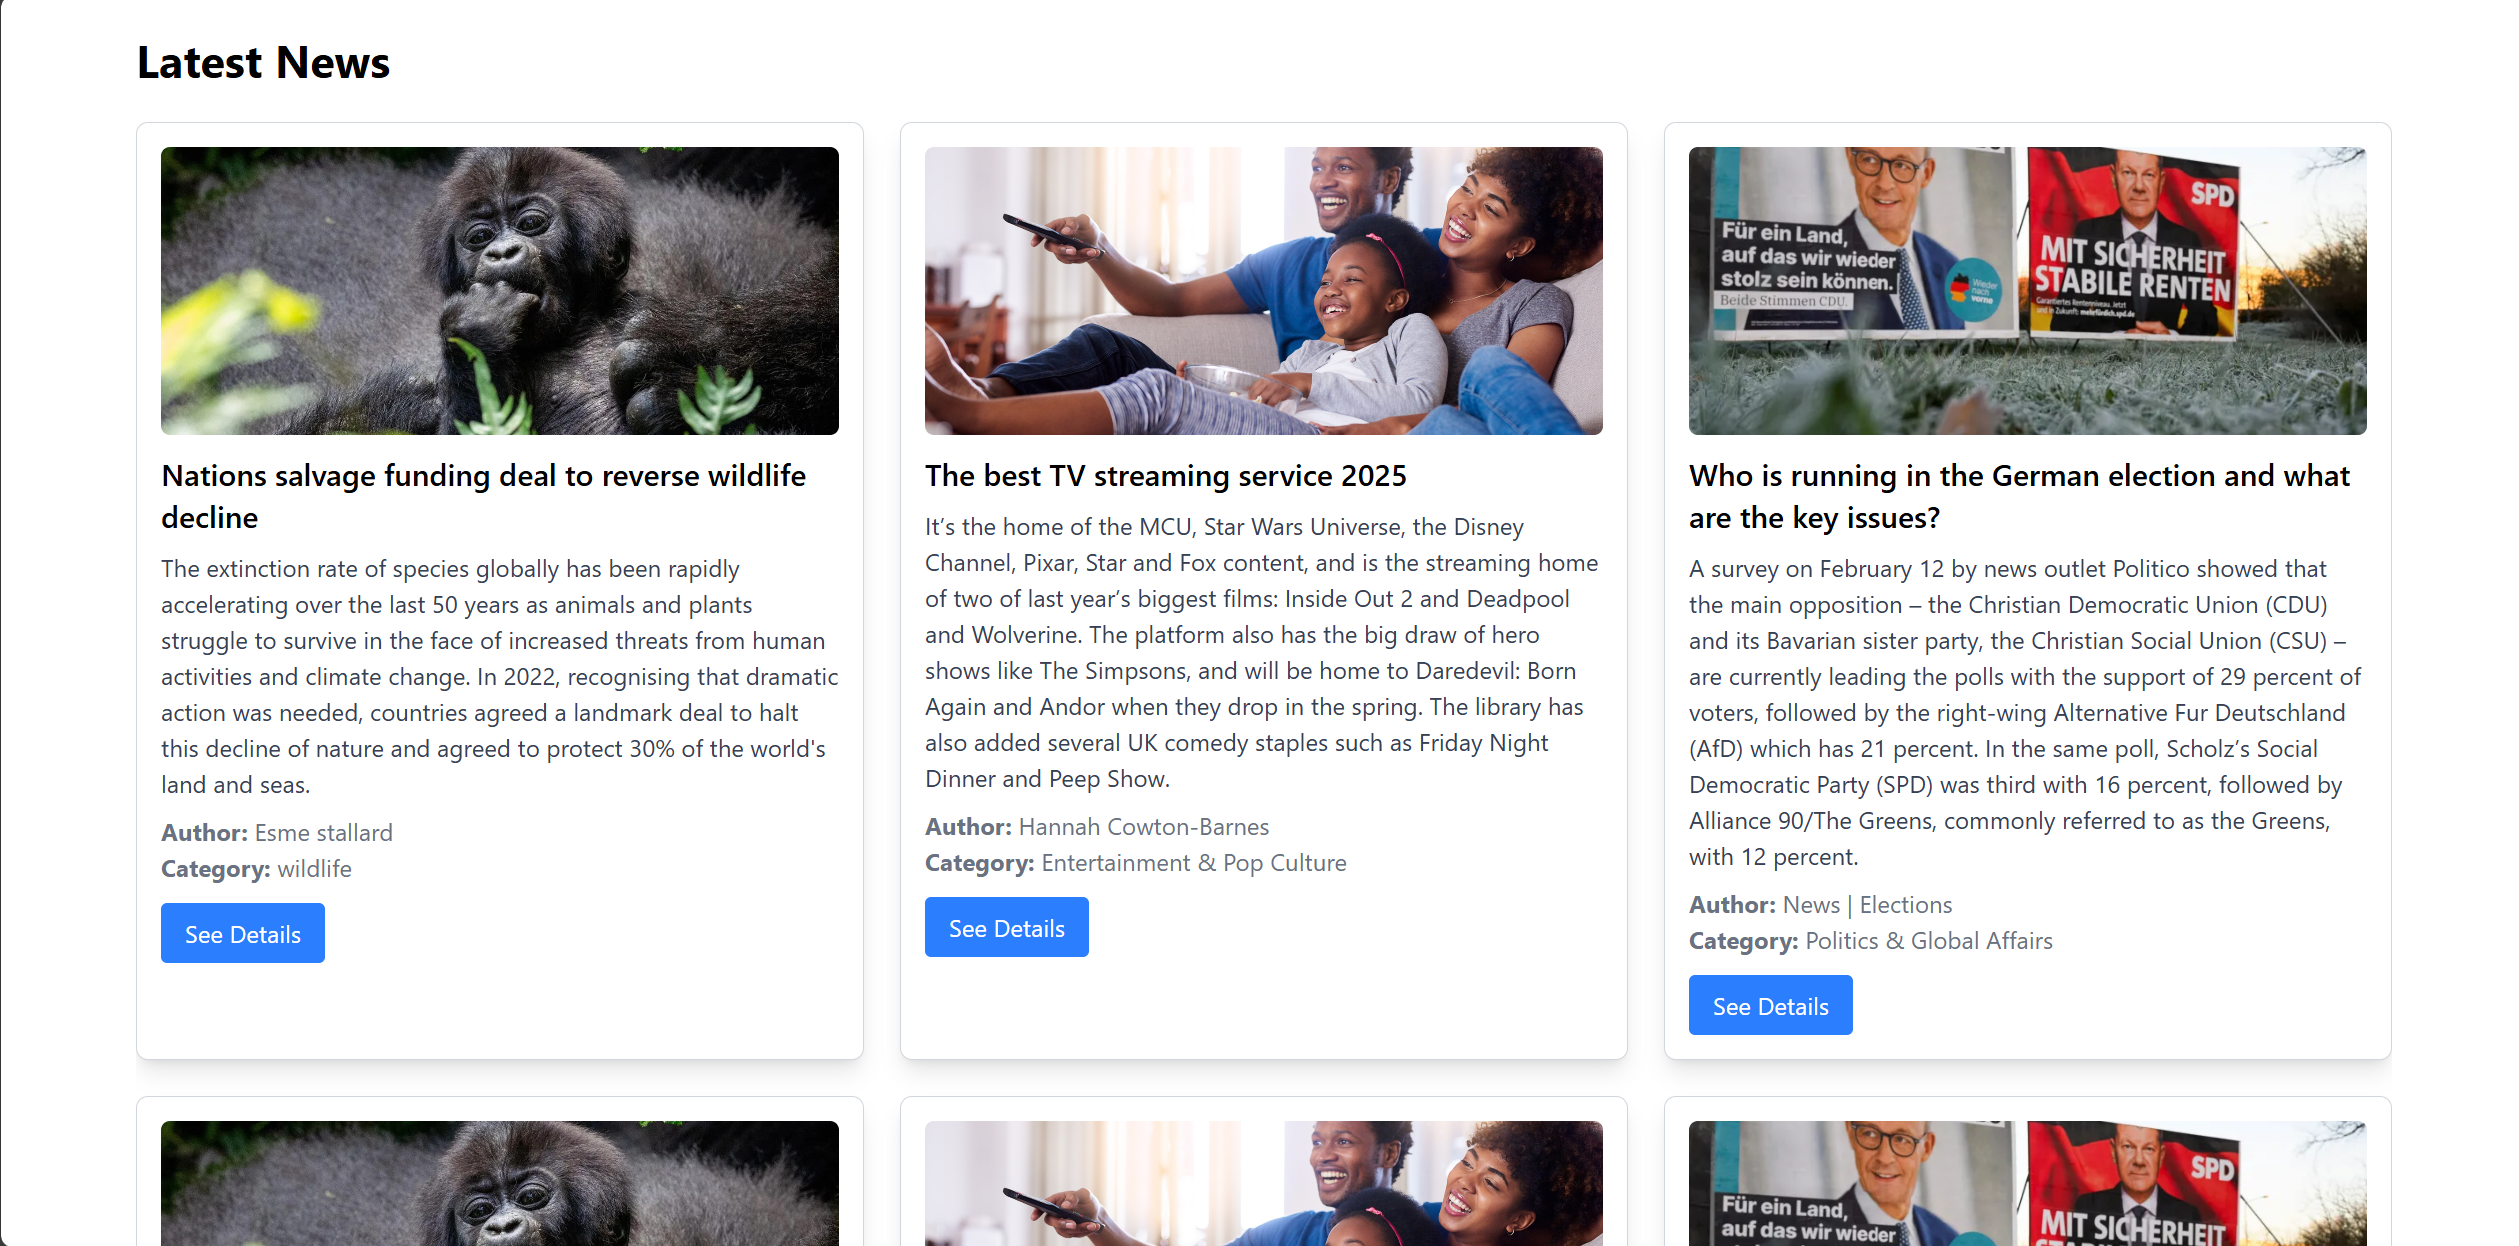 Latest News
Für ein Land,
auf das wir wieder
stolz sein können.
Beide Stimmen CDU.
Wieder
nach
vorne
SPD
MIT SICHERHEIT
STABILE RENTEN
Garantiertes Rentenniveau. Jetzt
und in Zukunft:
Nations salvage funding deal to reverse wildlife
decline
The extinction rate of species globally has been rapidly
accelerating over the last 50 years as animals and plants
struggle to survive in the face of increased threats from human
activities and climate change. In 2022, recognising that dramatic
action was needed, countries agreed a landmark deal to halt
this decline of nature and agreed to protect 30% of the world's
land and seas.
Author: Esme stallard
Category: wildlife
See Details
The best TV streaming service 2025
It’s the home of the MCU, Star Wars Universe, the Disney
Channel, Pixar, Star and Fox content, and is the streaming home
of two of last year’s biggest films: Inside Out 2 and Deadpool
and Wolverine. The platform also has the big draw of hero
shows like The Simpsons, and will be home to Daredevil: Born
Again and Andor when they drop in the spring. The library has
also added several UK comedy staples such as Friday Night
Dinner and Peep Show.
Author: Hannah Cowton-Barnes
Category: Entertainment & Pop Culture
See Details
Who is running in the German election and what
are the key issues?
A survey on February 12 by news outlet Politico showed that
the main opposition – the Christian Democratic Union (CDU)
and its Bavarian sister party, the Christian Social Union (CSU) –
are currently leading the polls with the support of 29 percent of
voters, followed by the right-wing Alternative Fur Deutschland
(AfD) which has 21 percent. In the same poll, Scholz’s Social
Democratic Party (SPD) was third with 16 percent, followed by
Alliance 90/The Greens, commonly referred to as the Greens,
with 12 percent.
Author: News | Elections
Category: Politics & Global Affairs
See Details
Für ein Land,
auf das wir wieder
SPD
MIT SICHERHEIT